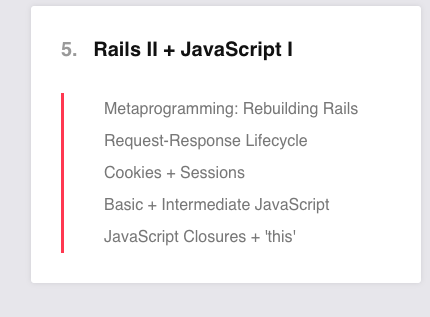 5. Rails II + JavaScript I
Metaprogramming: Rebuilding Rails
Request-Response Lifecycle
Cookies + Sessions
Basic + Intermediate JavaScript
JavaScript Closures + 'this'